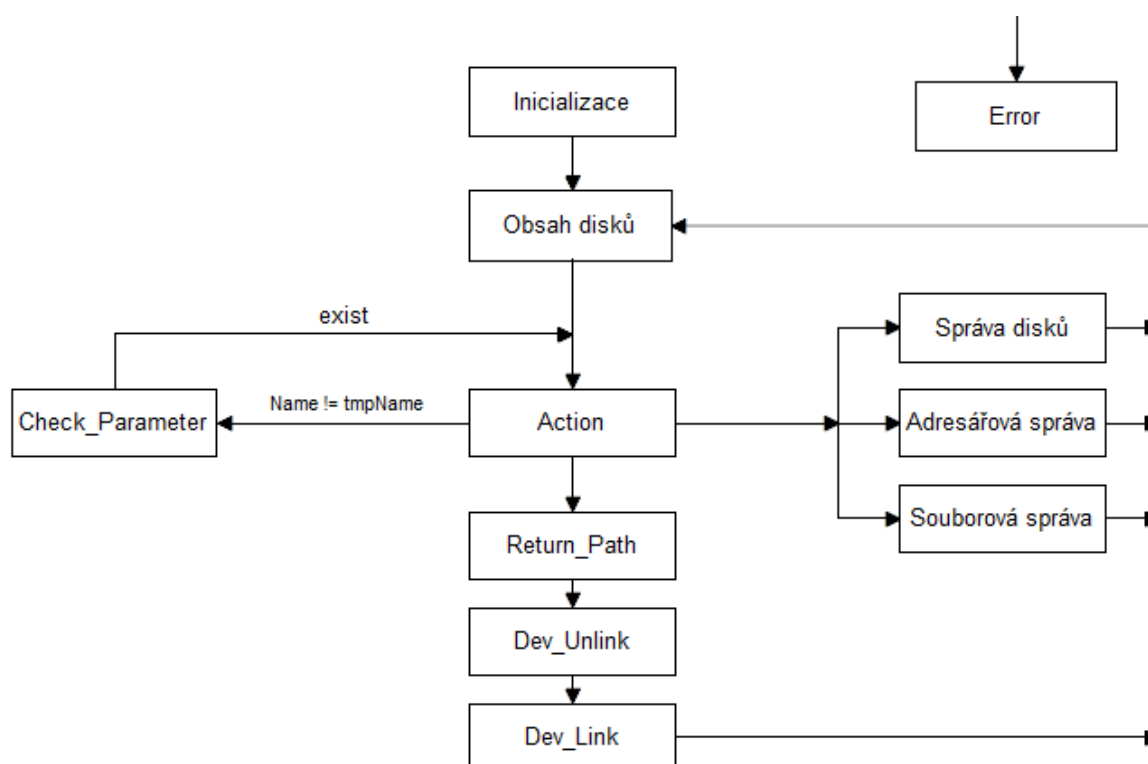 Inicializace
Error
Obsah disků
exist
Správa disků
Check_Parameter
Name != tmpName
Action
Adresářová správa
Souborová správa
Return_Path
Dev_Unlink
Dev_Link